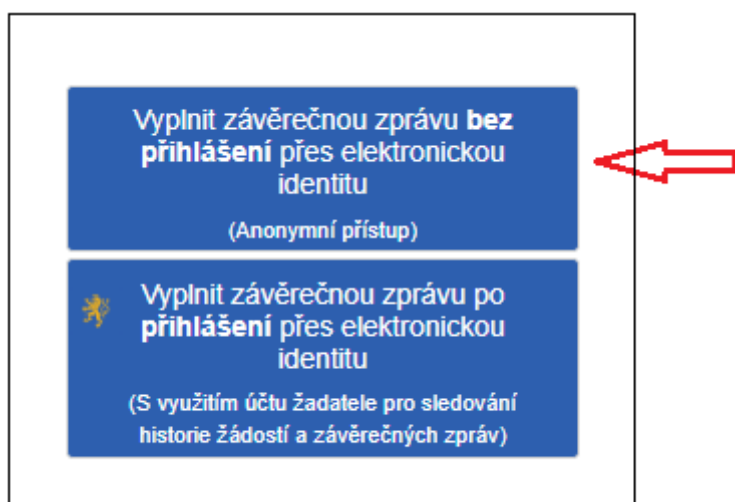 Vyplnit závěrečnou zprávu bez
přihlášení přes elektronickou
identitu
(Anonymní přístup)
Vyplnit závěrečnou zprávu po
přihlášení přes elektronickou
identitu
(S využitím účtu žadatele pro sledování
historie žádostí a závěrečných zpráv)